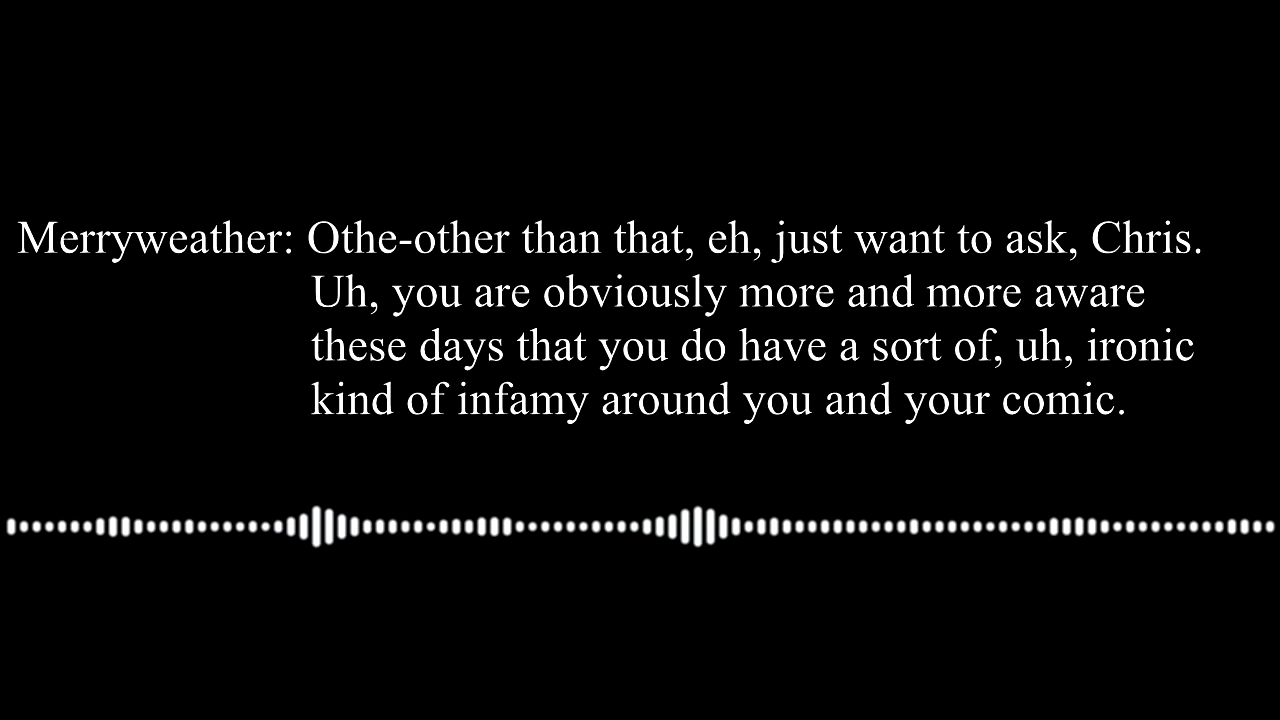 Merryweather: Othe-other than that, eh, just want to ask, Chris.
Uh, you are obviously more and more aware
these days that you do have a sort of, uh, ironic
kind of infamy around you and your comic.